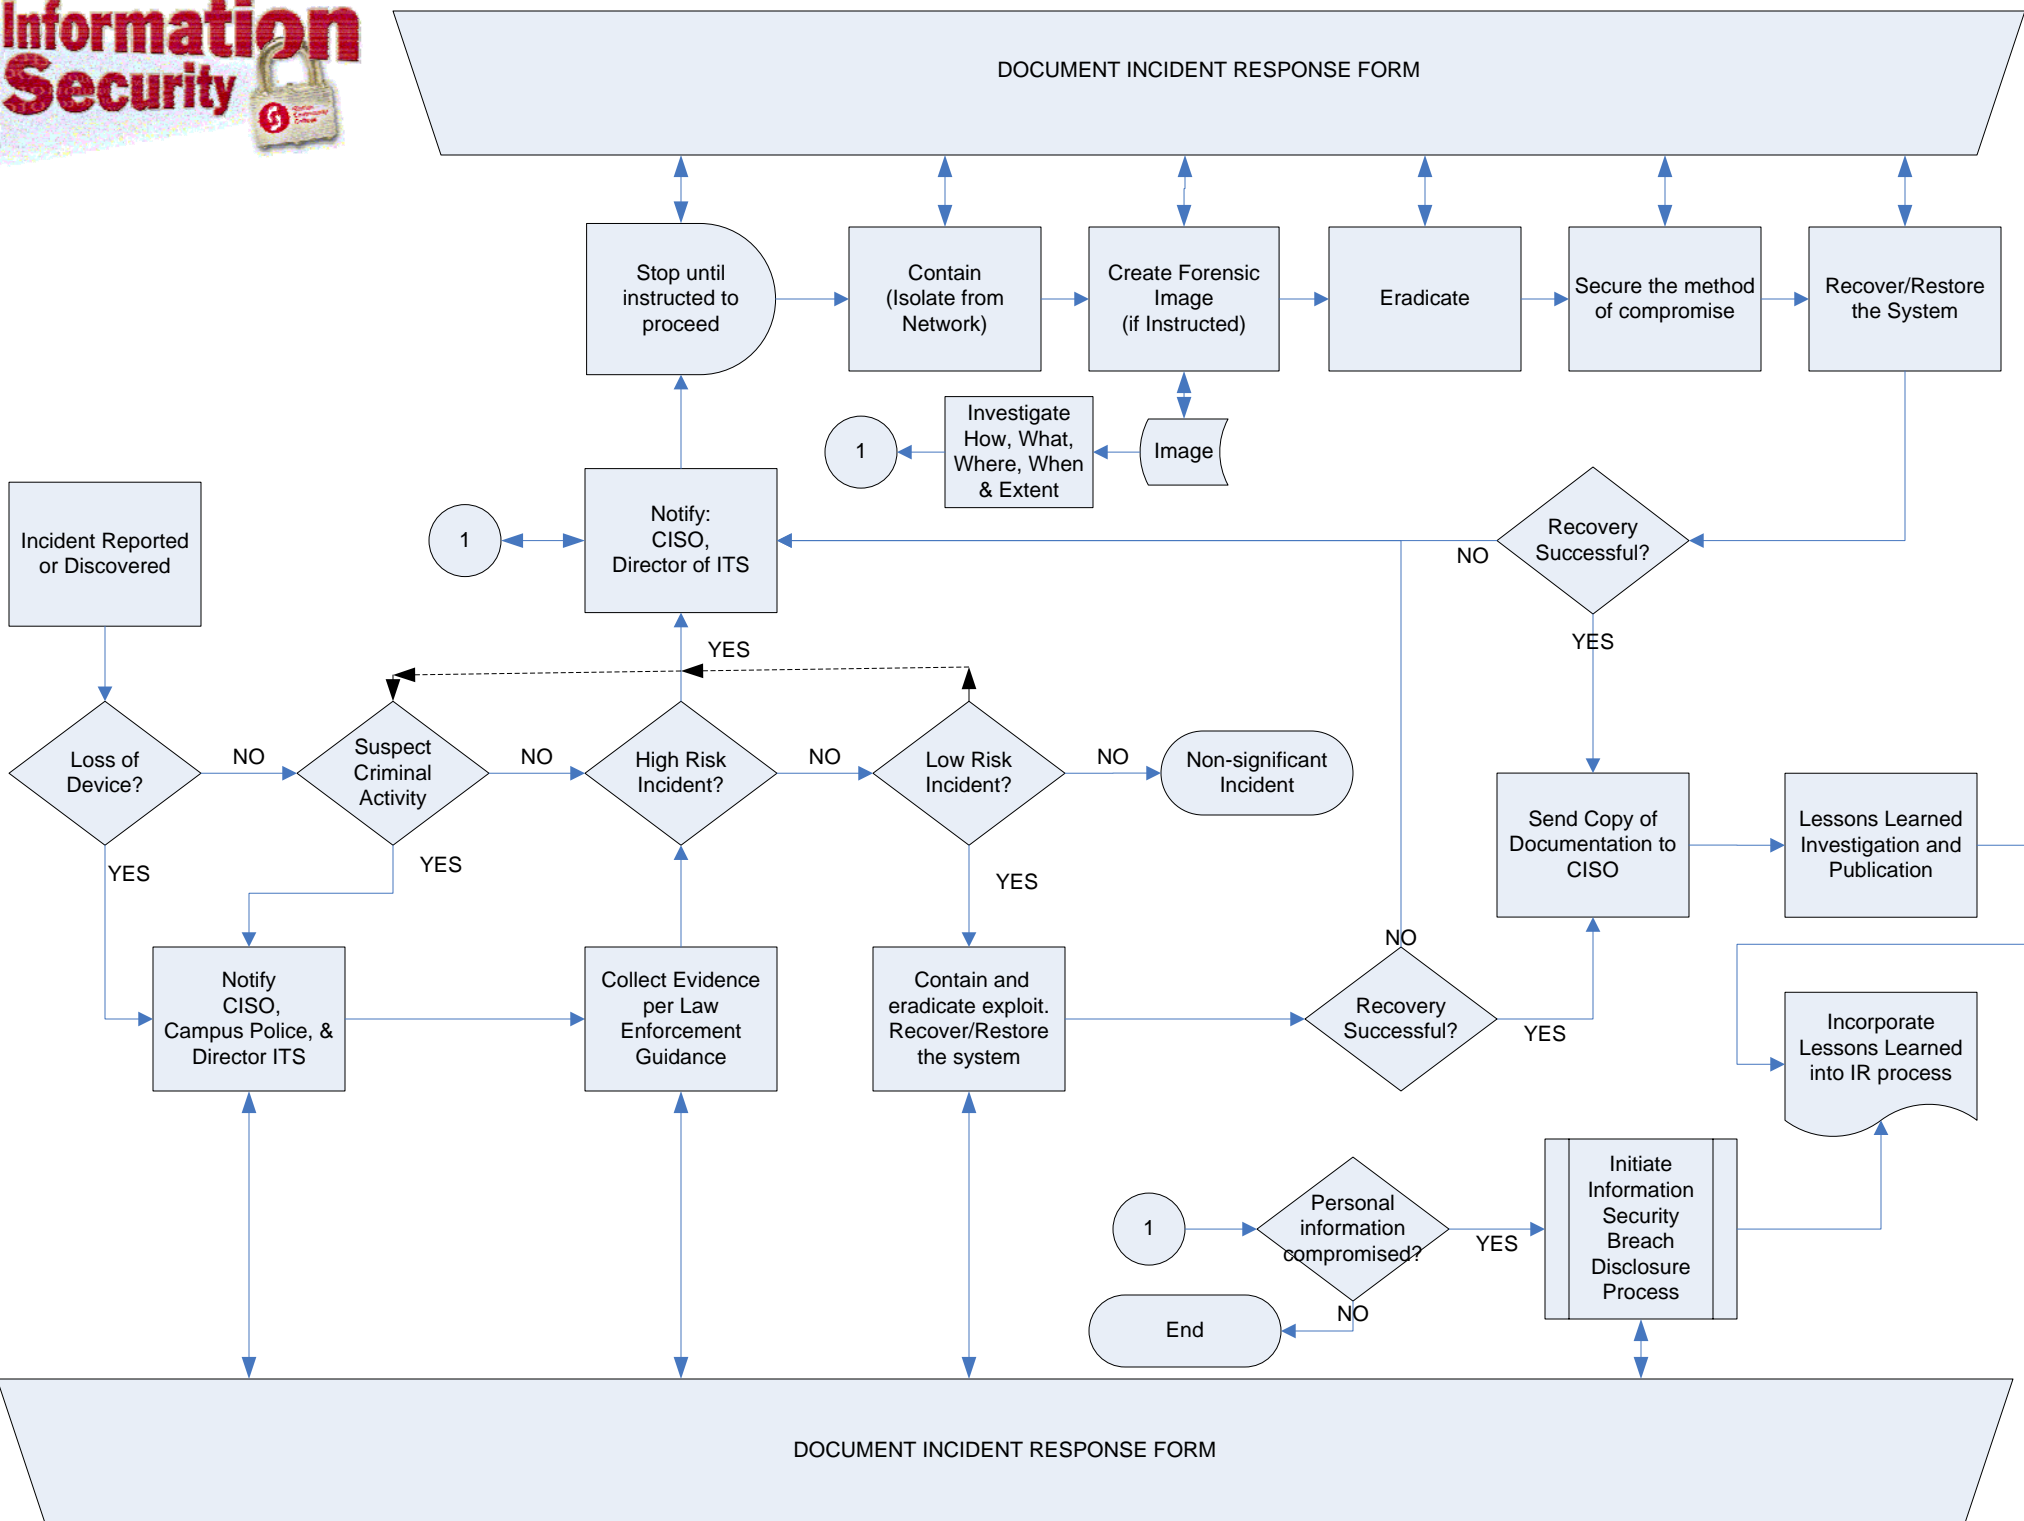 Information
Security
DOCUMENT INCIDENT RESPONSE FORM
Stop until
instructed to
proceed
Contain
(Isolate from
Network)
Create Forensic
Image
(if Instructed)
Eradicate
Secure the method
of compromise
Recover/Restore
the System
Investigate
How, What,
Where, When
& Extent
1
Image
Incident Reported
or Discovered
1
Notify:
CISO,
Director of ITS
Recovery
Successful?
NO
YES
YES
Loss of
Device?
NO
Suspect
Criminal
Activity
NO
High Risk
Incident?
NO
Low Risk
Incident?
NO
Non-significant
Incident
Send Copy of
Documentation to
CISO
Lessons Learned
Investigation and
Publication
YES
YES
YES
Notify
CISO,
Campus Police, &
Director ITS
Collect Evidence
per Law
Enforcement
Guidance
Contain and
eradicate exploit.
Recover/Restore
the system
NO
Recovery
Successful?
YES
Incorporate
Lessons Learned
into IR process
1
Personal
information
compromised?
YES
Initiate
Information
Security
Breach
Disclosure
Process
NO
End
DOCUMENT INCIDENT RESPONSE FORM